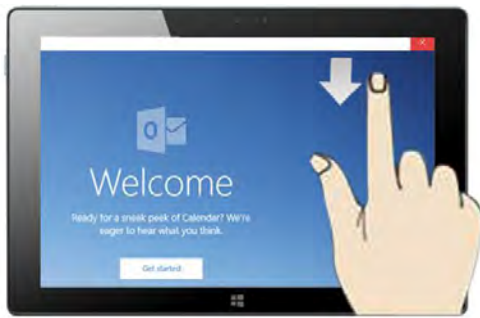 O
Welcome
Ready for a sneak peek of Calendar? We're
eager to hear what you think.
Get started